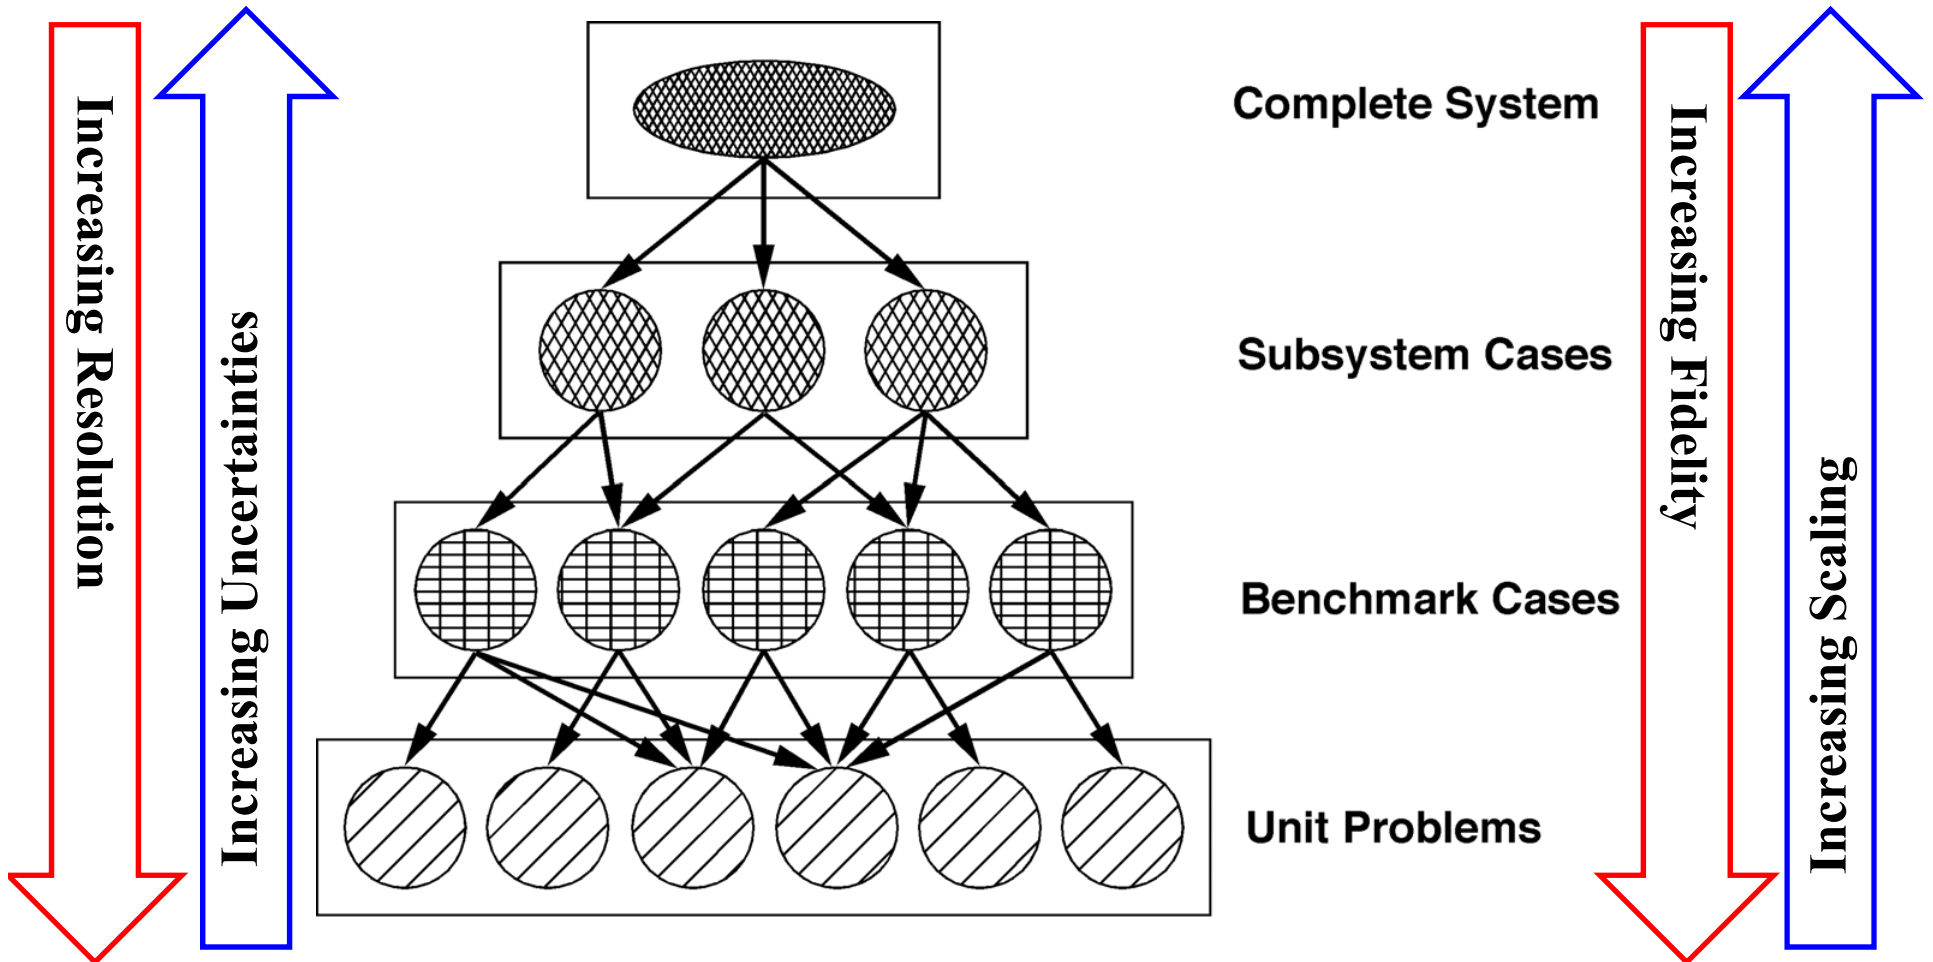 Increasing Resolution
Increasing Uncertainties
Complete System
Subsystem Cases
Benchmark Cases
Unit Problems
Increasing Fidelity
Increasing Scaling